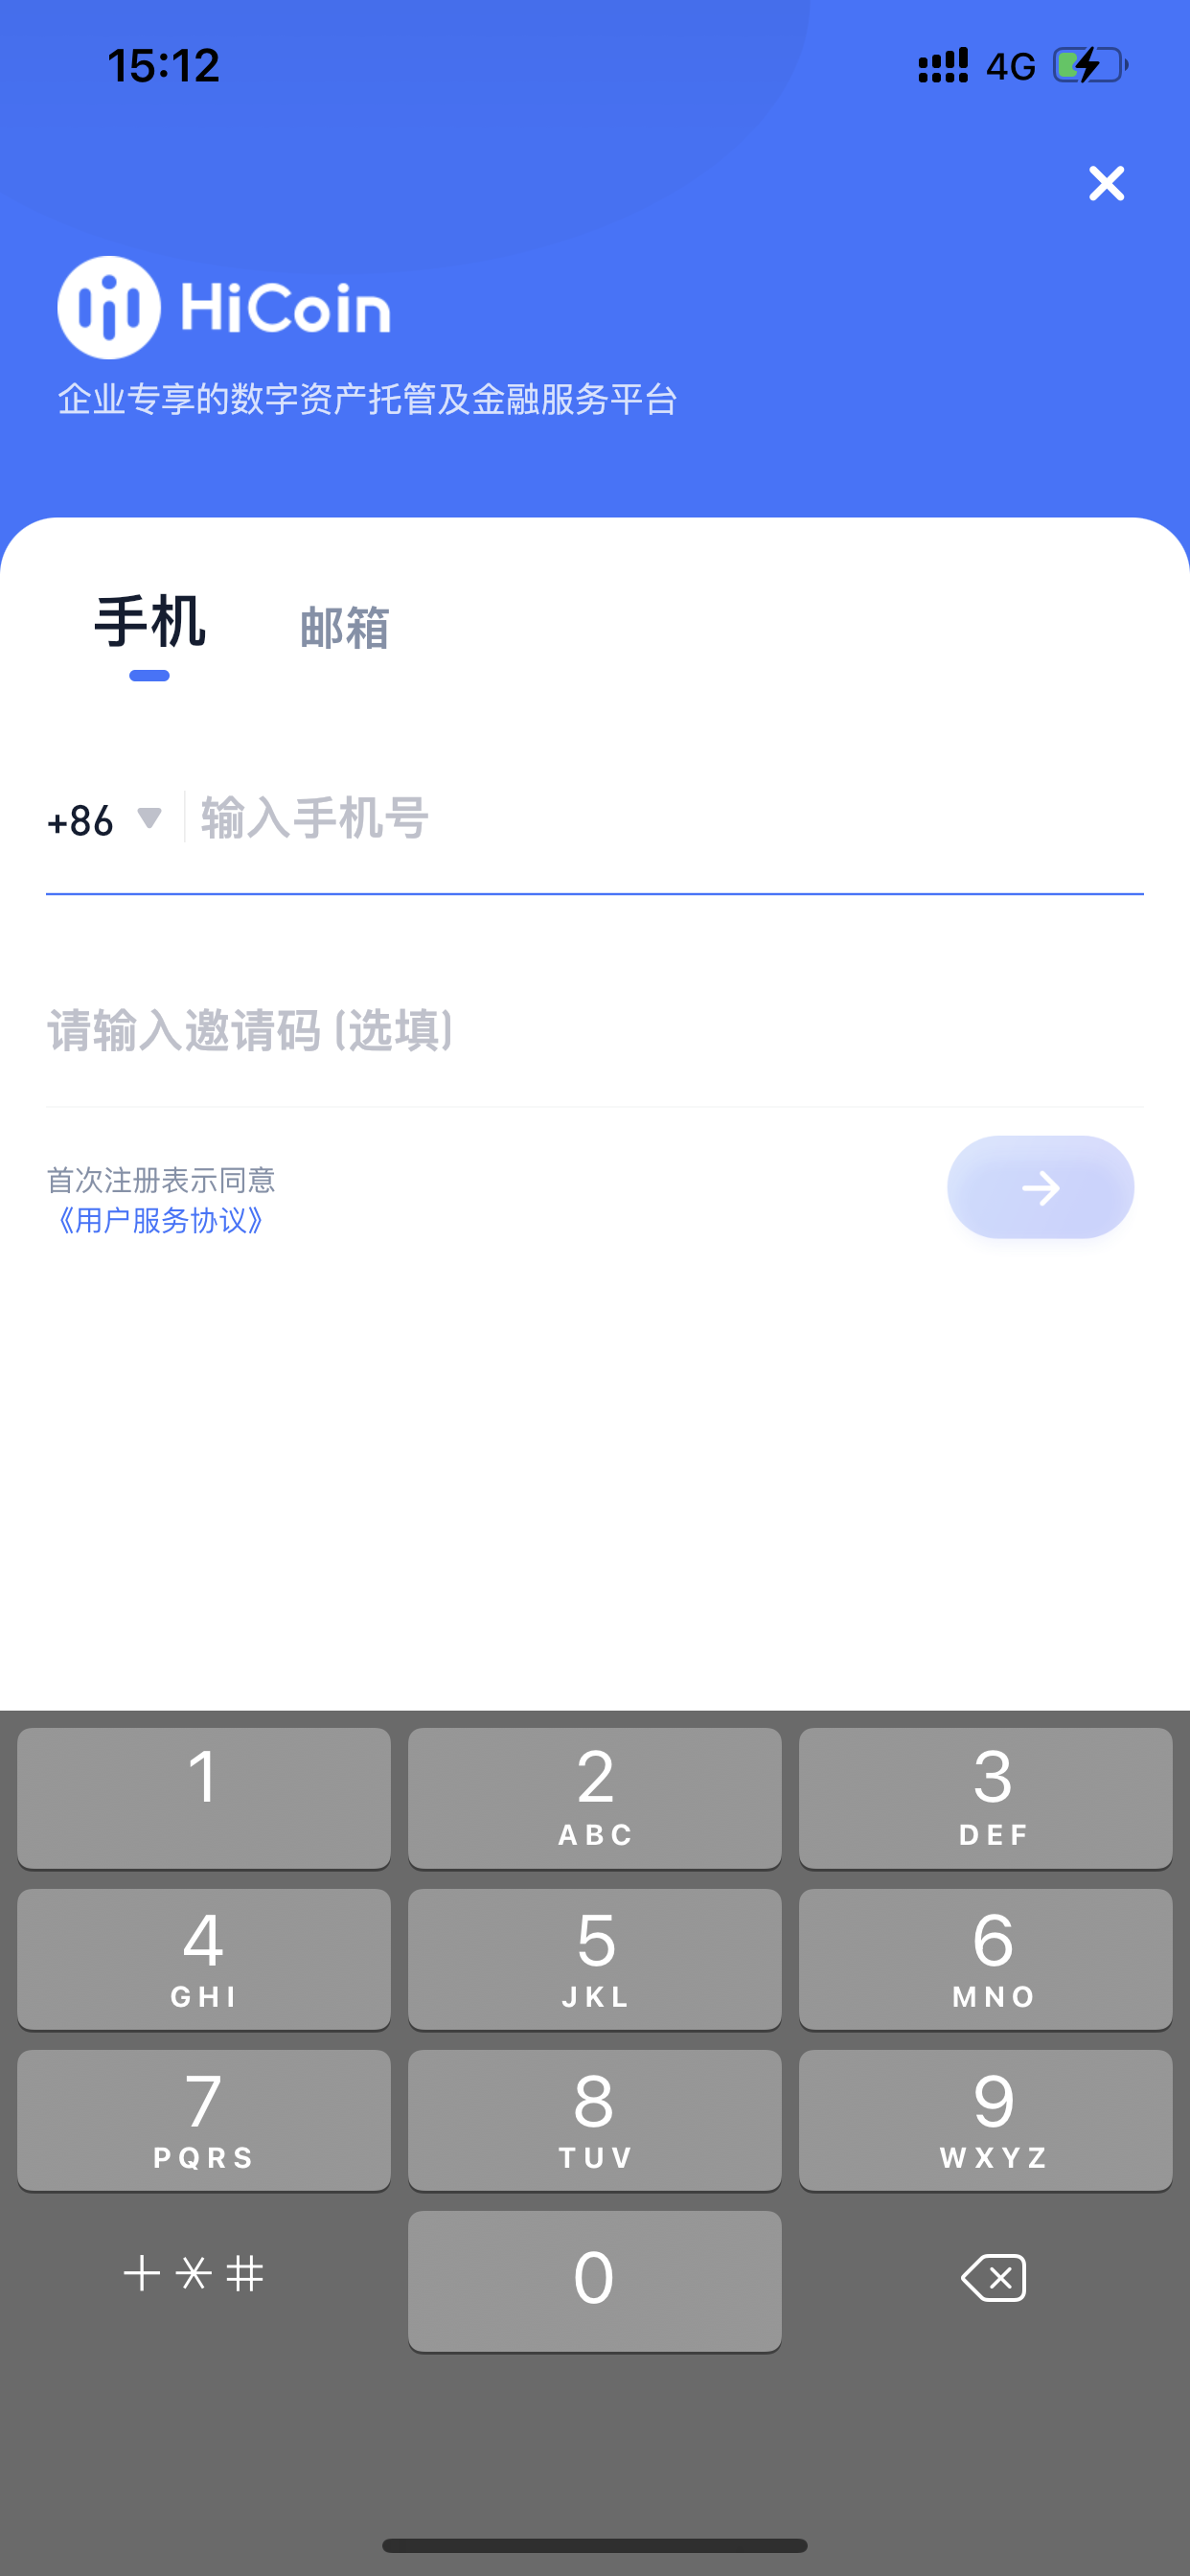 15:12 4G
HiCoin
企业专享的数字资产托管及金融服务平台
手机 邮箱
+86 输入手机号
请输入邀请码 (选填)
首次注册表示同意
《用户服务协议》
1 2 3
ABC DEF
4 5 6
GHI JKL MNO
7 8 9
PQRS TUV WXYZ
+*# 0